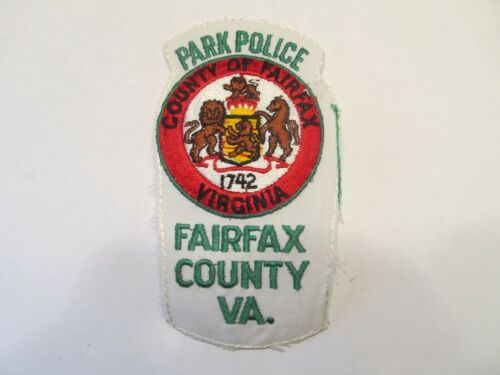 PARK POLICE
COUNTY OF FAIRFAX
1742
VIRGINIA
FAIRFAX
COUNTY
VA.